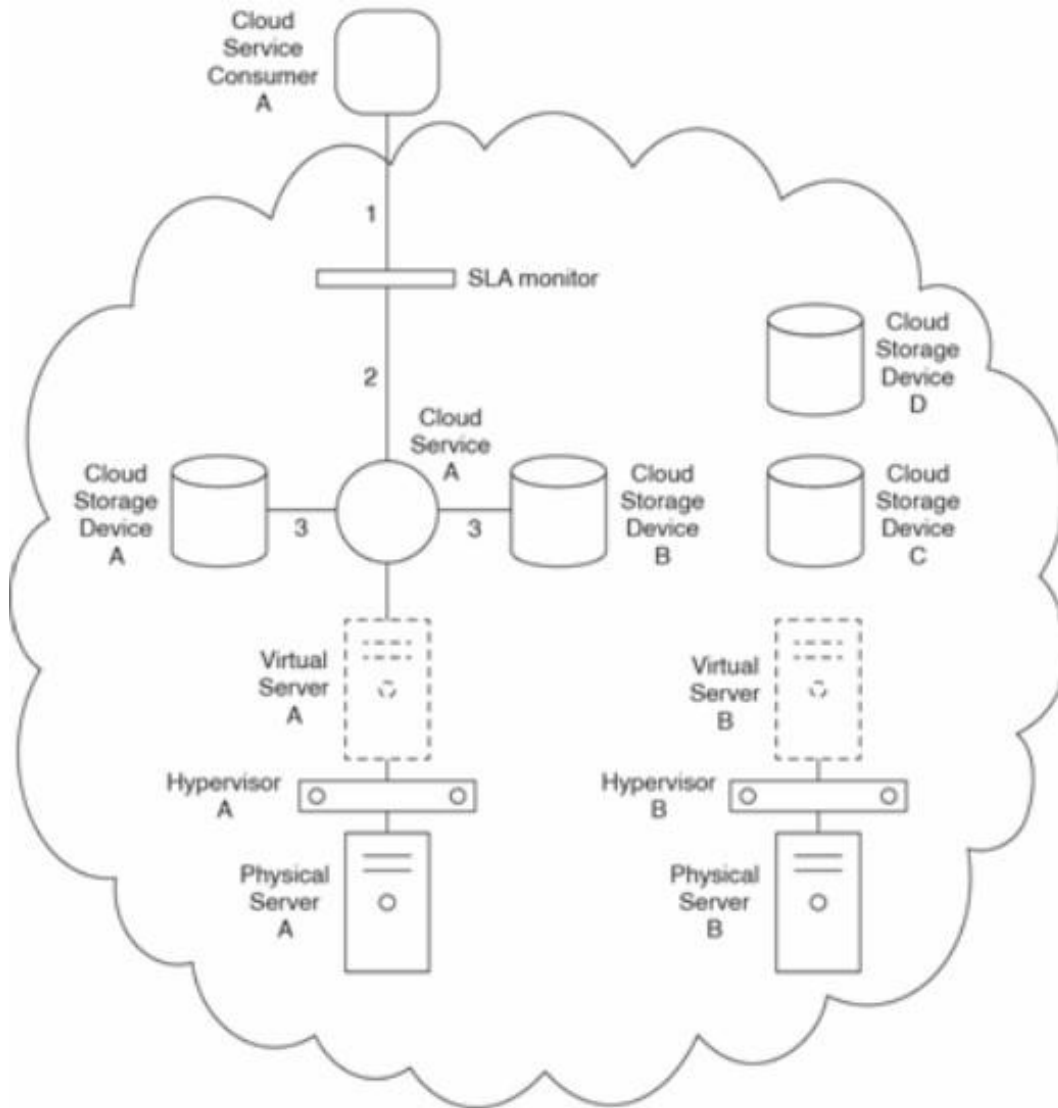 Cloud
Service
Consumer
A
1
SLA monitor
2
Cloud
Storage
Device
D
Cloud
Service
A
Cloud
Storage
Device
A
3
3
Cloud
Storage
Device
B
Cloud
Storage
Device
C
Virtual
Server
A
Virtual
Server
B
Hypervisor
A
Hypervisor
B
Physical
Server
A
Physical
Server
B